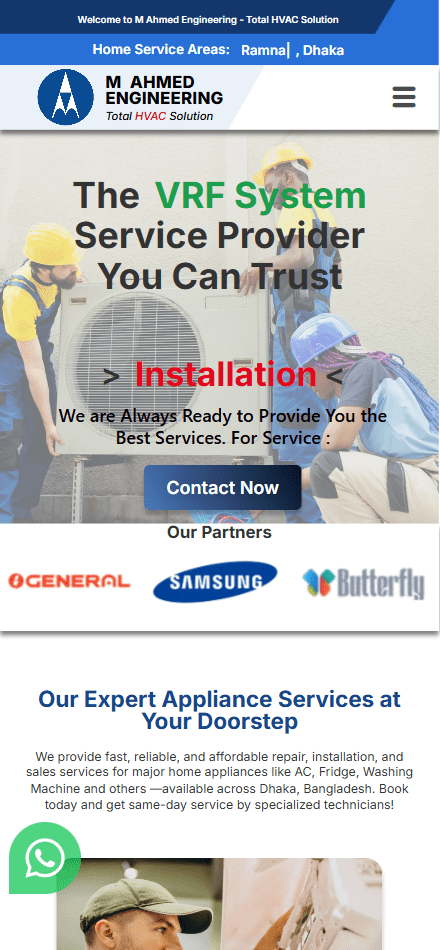 Welcome to M Ahmed Engineering - Total HVAC Solution
Home Service Areas: Ramna| , Dhaka
M AHMED
ENGINEERING
Total HVAC Solution
The VRF System
Service Provider
You Can Trust
> Installation <
We are Always Ready to Provide You the
Best Services. For Service :
Contact Now
Our Partners
GENERAL SAMSUNG Butterfly
Our Expert Appliance Services at
Your Doorstep
We provide fast, reliable, and affordable repair, installation, and
sales services for major home appliances like AC, Fridge, Washing
Machine and others —available across Dhaka, Bangladesh. Book
today and get same-day service by specialized technicians!